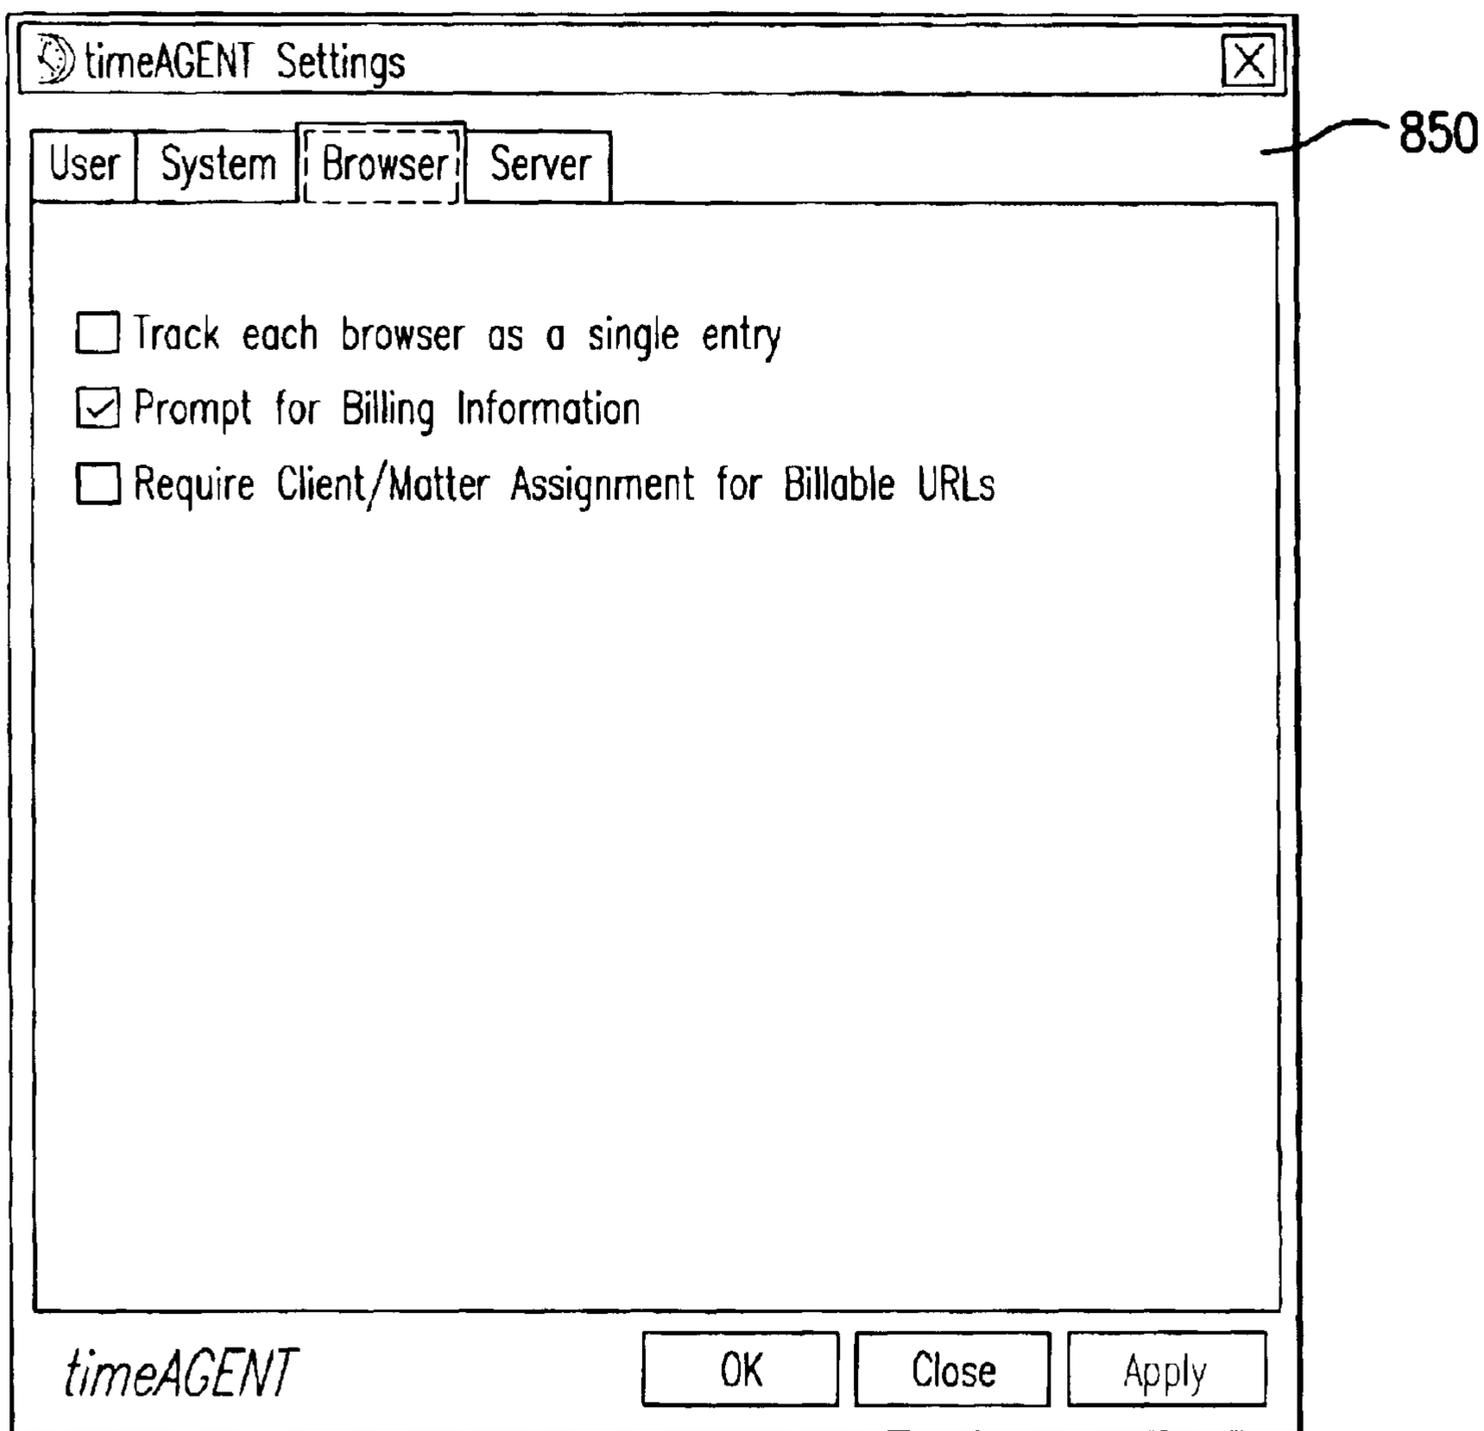 timeAGENT Settings
850
User System Browser Server
Track each browser as a single entry
Prompt for Billing Information
Require Client/Matter Assignment for Billable URLs
timeAGENT OK Close Apply